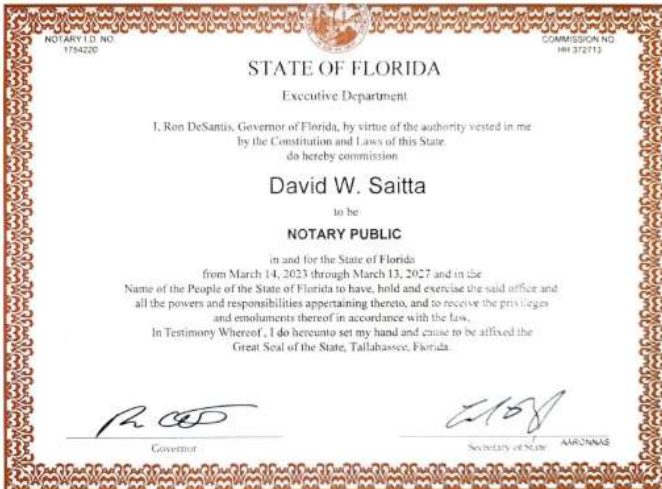 NOTARY I.D. NO.
1754220
COMMISSION NO.
HH 372713
STATE OF FLORIDA
Executive Department
I, Ron DeSantis, Governor of Florida, by virtue of the authority vested in me
by the Constitution and Laws of this State,
do hereby commission
David W. Saitta
to be
NOTARY PUBLIC
in and for the State of Florida
from March 14, 2023 through March 13, 2027 and in the
Name of the People of the State of Florida to have, hold and exercise the said office and
all the powers and responsibilities appertaining thereto, and to receive the privileges
and emoluments thereof in accordance with the law.
In Testimony Whereof, I do hereunto set my hand and cause to be affixed the
Great Seal of the State, Tallahassee, Florida.
Governor
Secretary of State
AARONNAS